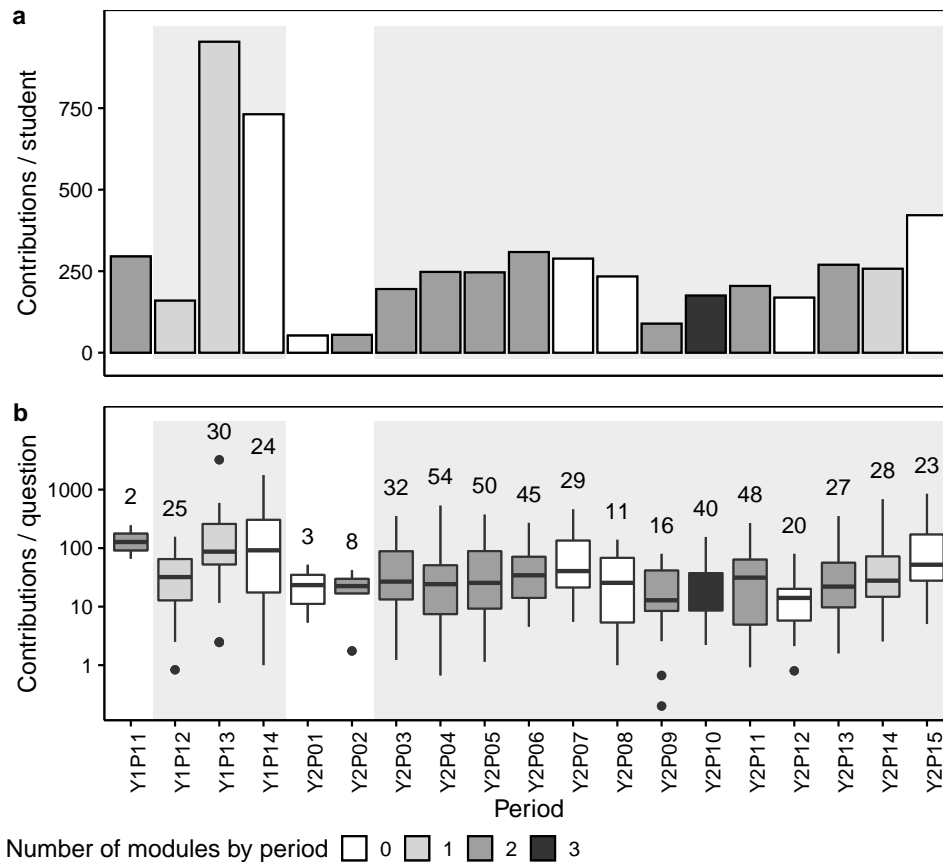 a
Contributions / student
750
500
250
0
b
Contributions / question
1000
100
10
1
2
25
30
24
3
8
32
54
50
45
29
11
16
40
48
20
27
28
23
Y1P11
Y1P12
Y1P13
Y1P14
Y2P01
Y2P02
Y2P03
Y2P04
Y2P05
Y2P06
Y2P07
Y2P08
Y2P09
Y2P10
Y2P11
Y2P12
Y2P13
Y2P14
Y2P15
Period
Number of modules by period 0 1 2 3